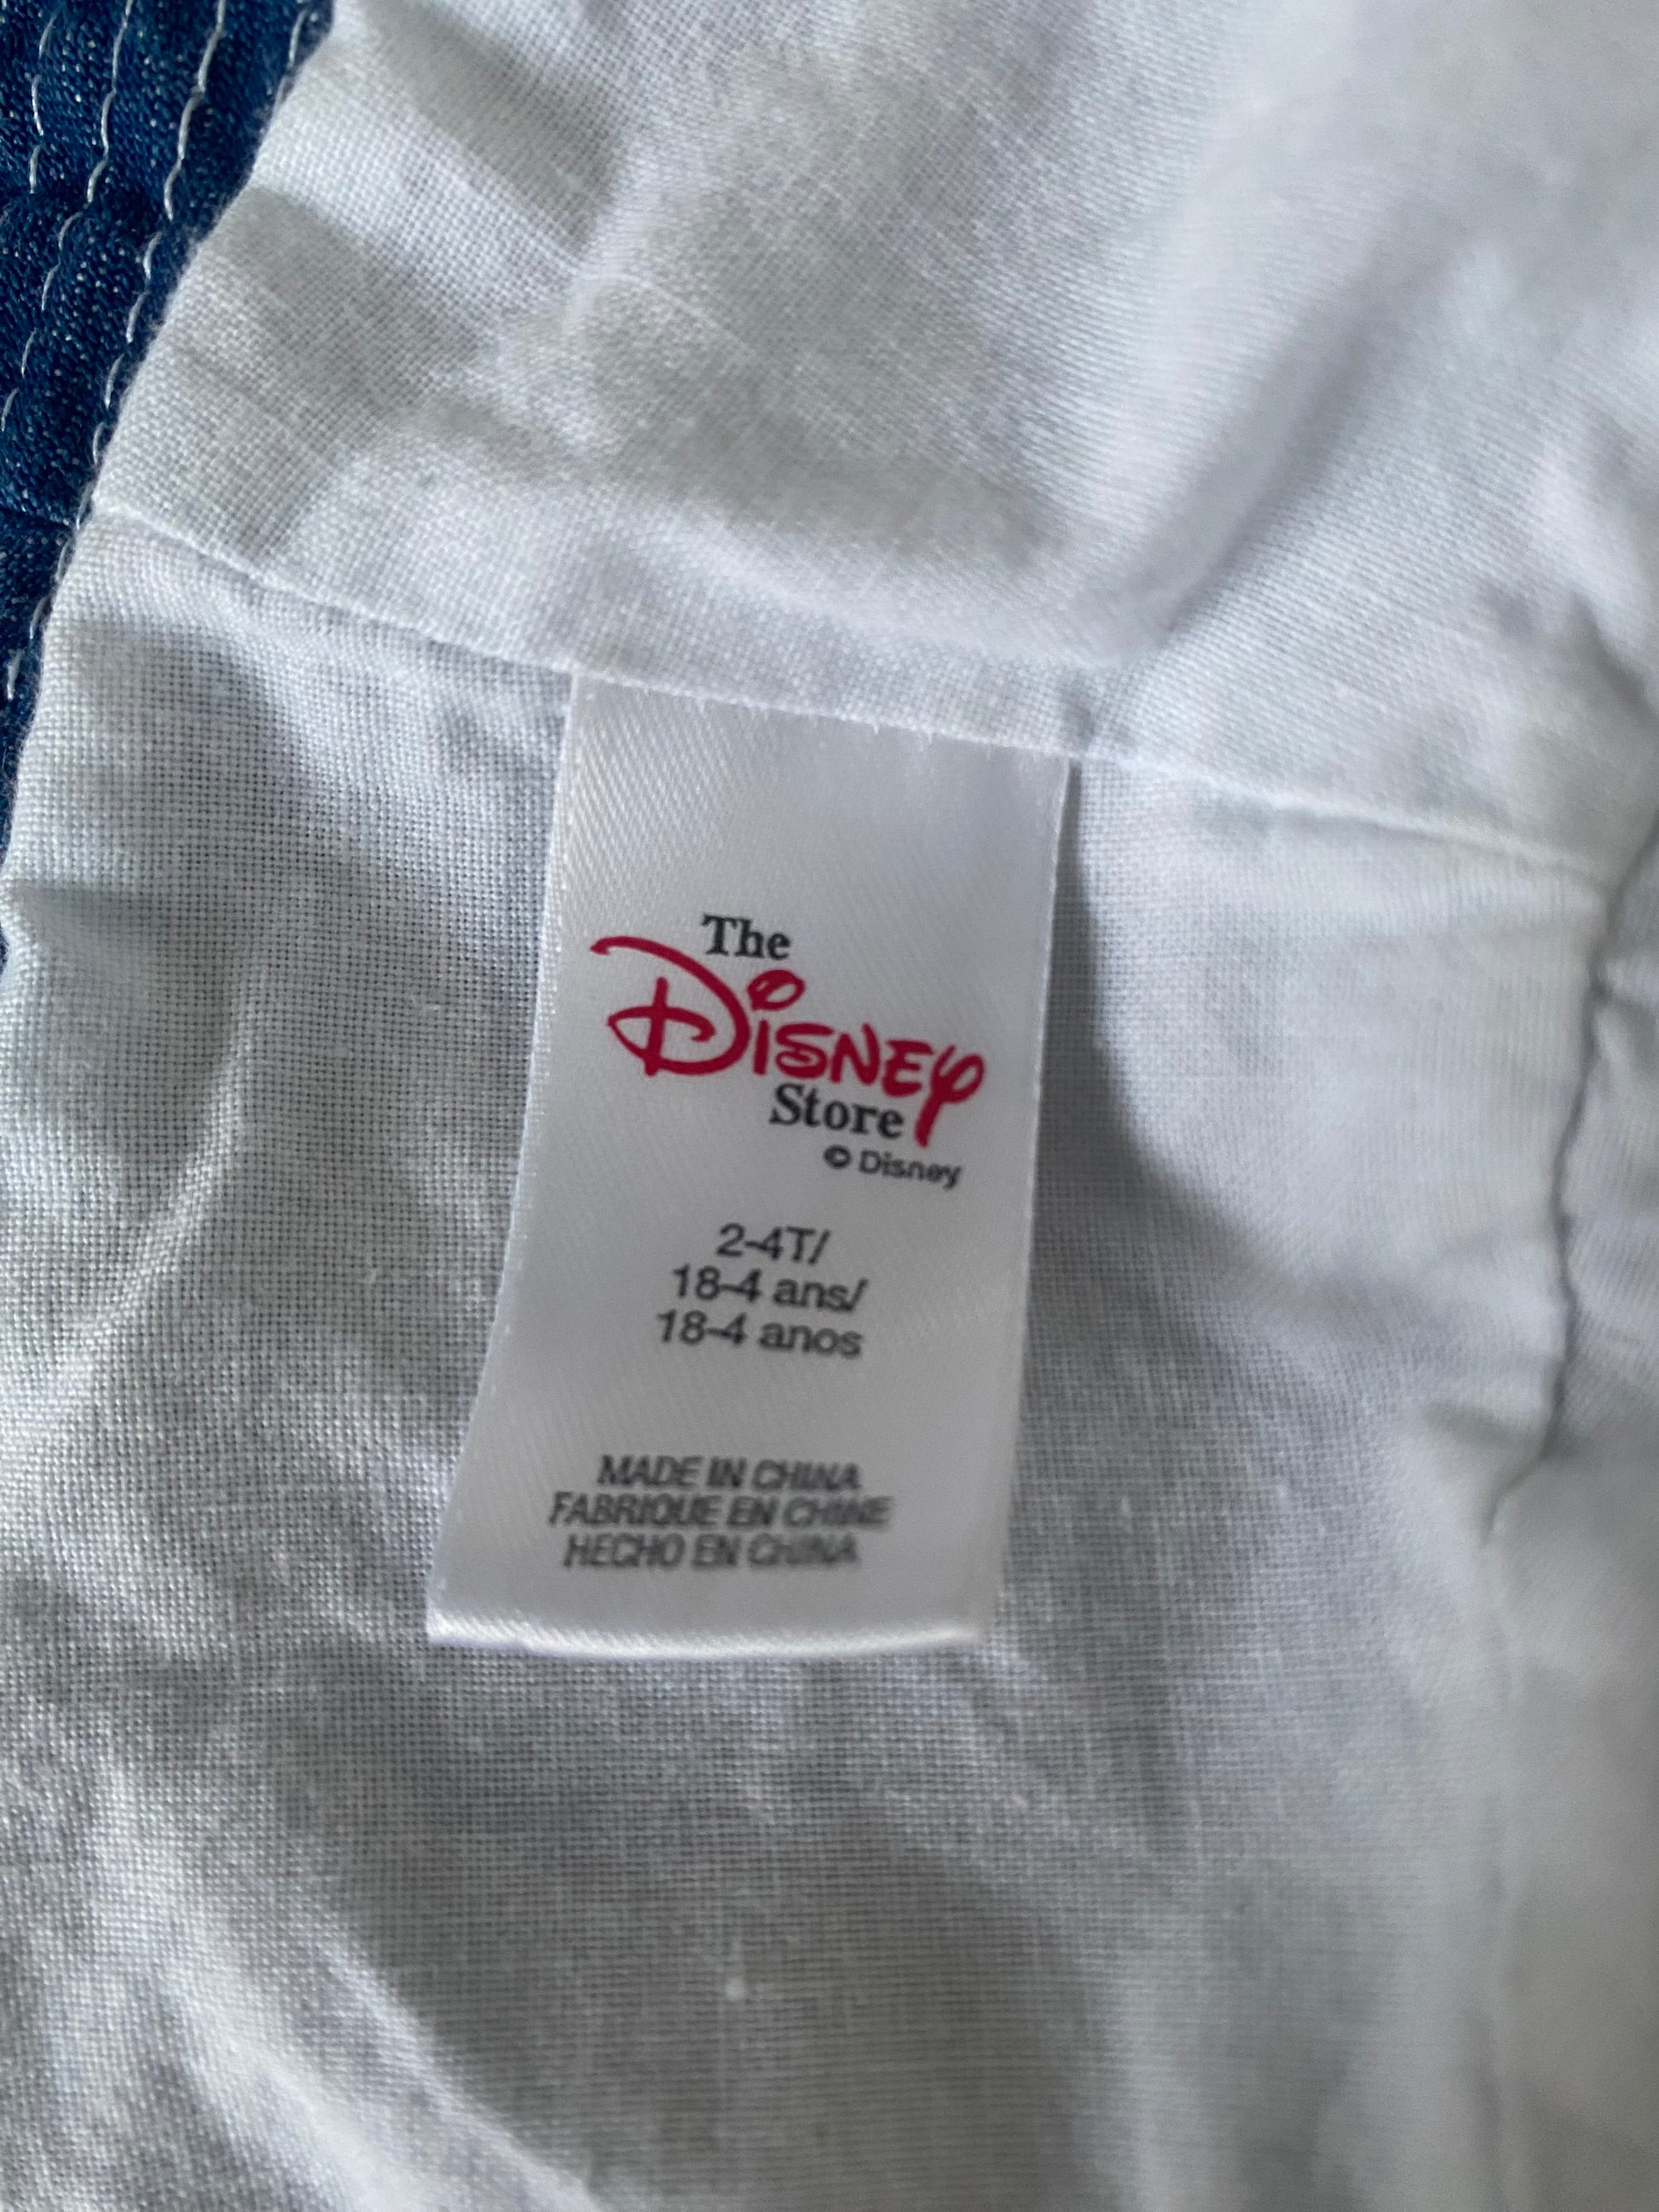 The
Disney
Store
© Disney
2-4T/
18-4 ans/
18-4 anos
MADE IN CHINA
FABRIQUE EN CHINE
HECHO EN CHINA